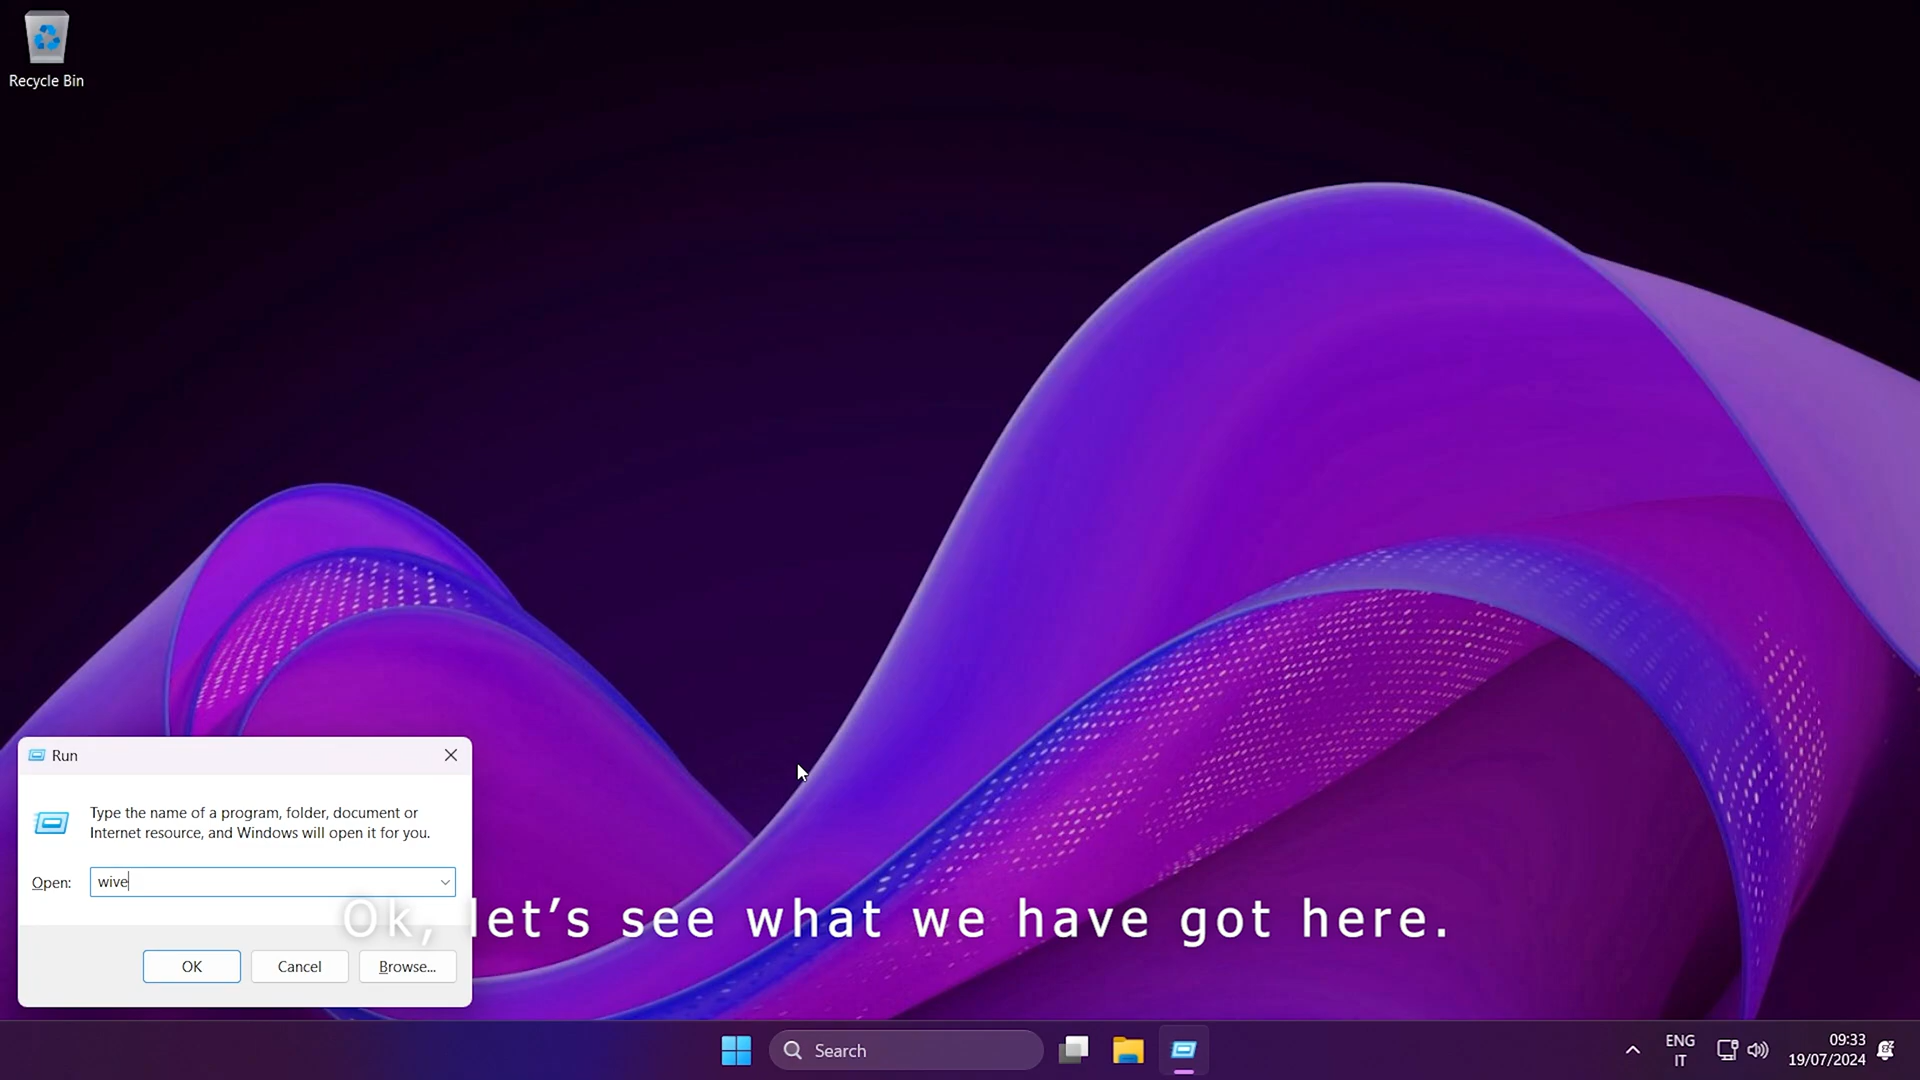 Recycle Bin
Run
Type the name of a program, folder, document or
Internet resource, and Windows will open it for you.
Open:
wive
Ok, let’s see what we have got here.
OK
Cancel
Browse...
Search
ENG
IT
09:33
19/07/2024